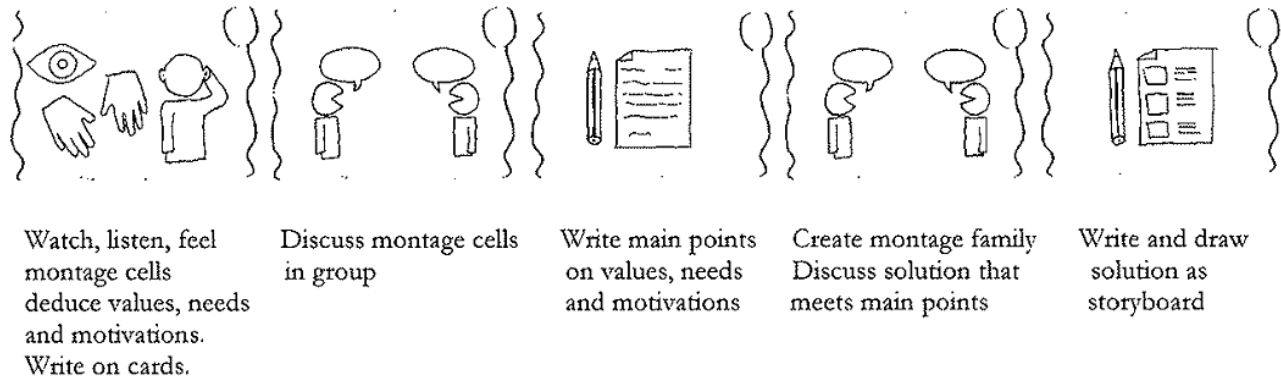 Watch, listen, feel
montage cells
deduce values, needs
and motivations.
Write on cards.
Discuss montage cells
in group
Write main points
on values, needs
and motivations
Create montage family
Discuss solution that
meets main points
Write and draw
solution as
storyboard